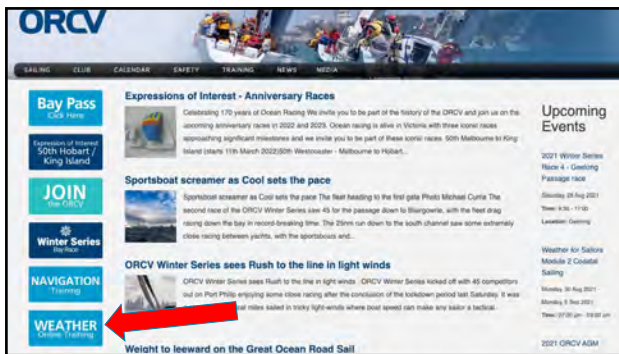 ORCV
SAILING CLUB CALENDAR SAFETY TRAINING NEWS MEDIA
Bay Pass
Click Here
Expression of Interest
50th Hobart /
King Island
JOIN
the ORCV
Winter Series
Bay Race
NAVIGATION
Training
WEATHER
Online Training
Expressions of Interest - Anniversary Races
Celebrating 170 years of Ocean Racing We invite you to be part of the history of the ORCV and join us on the
upcoming anniversary races in 2022 and 2023. Ocean racing is alive in Victoria with three iconic races
approaching significant milestones and we invite you to be part of these iconic races. 50th Melbourne to King
Island (starts 11th March 2022)50th Westcoaster - Melbourne to Hobart...
Sportsboat screamer as Cool sets the pace
Sportsboat screamer as Cool sets the pace The fleet heading to the first gate Photo Michael Currie The
second race of the ORCV Winter Series saw 45 for the passage down to Blairgowrie, with the fleet drag
racing down the bay in record-breaking time. The 25nm run down to the south channel saw some extremely
close racing between yachts, with the sportsboats and...
ORCV Winter Series sees Rush to the line in light winds
ORCV Winter Series sees Rush to the line in light winds : ORCV Winter Series kicked off with 45 competitors
out on Port Philip enjoying some close racing after the conclusion of the lockdown period last Saturday. It was
al miles sailed in tricky light-winds where boat speed can make any sailor a tactical
Weight to leeward on the Great Ocean Road Sail
Upcoming
Events
2021 Winter Series
Race 4 - Geelong
Passage race
Saturday 28 Aug 2021
Time: 9:30 - 17:00
Location: Geelong
Weather for Sailors
Module 2 Coastal
Sailing
Monday 30 Aug 2021
Monday 6 Sep 2021
2021 ORCV AGM